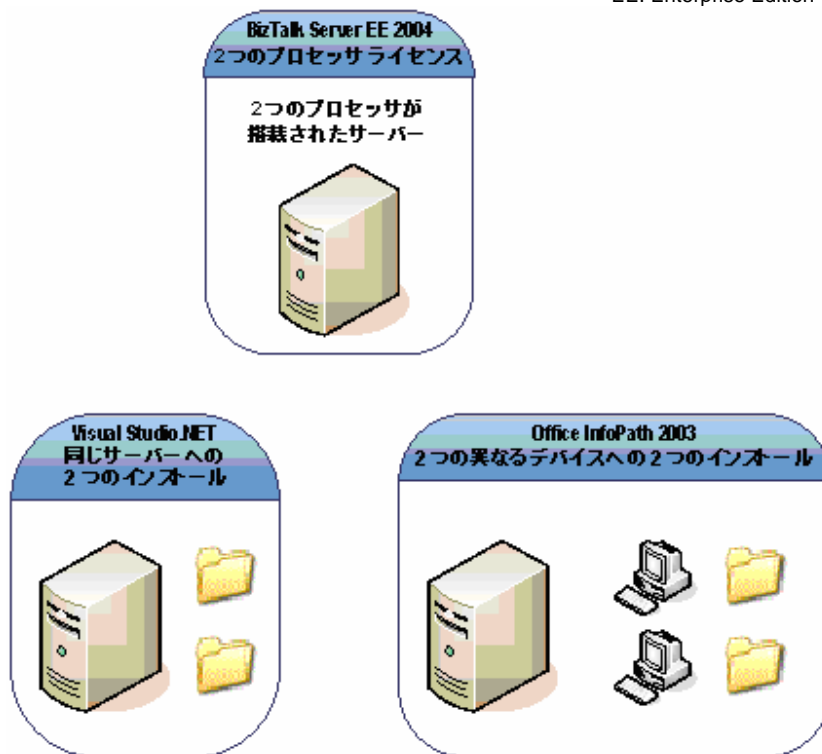 BizTalk Server EE 2004
2つのプロセッサ ライセンス
2つのプロセッサが
搭載されたサーバー
Visual Studio.NET
同じサーバーへの
2つのインストール
Office InfoPath 2003
2つの異なるデバイスへの2つのインストール